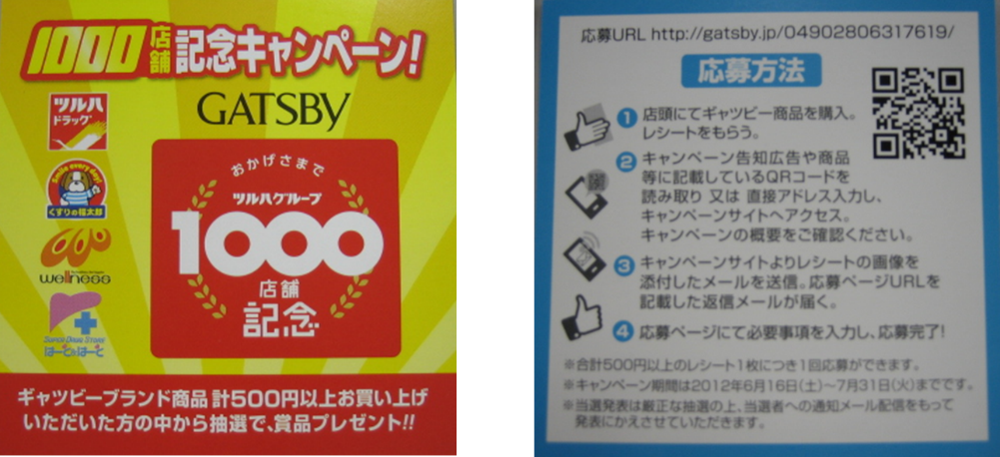 1000店舗記念キャンペーン!
ツルハ
ドラッグ
GATSBY
Smile every day!
くすりの福太郎
wellness
はーと&はーと
おかげさまで
ツルハグループ
1000
店舗
記念
ギャツビーブランド商品 計500円以上お買い上げ
いただいた方の中から抽選で、賞品プレゼント!!
応募URL http://gatsby.jp/04902806317619/
応募方法
1 店頭にてギャツビー商品を購入。
レシートをもらう。
2 キャンペーン告知広告や商品
等に記載しているQRコードを
読み取り 又は 直接アドレス入力し、
キャンペーンサイトへアクセス。
キャンペーンの概要をご確認ください。
3 キャンペーンサイトよりレシートの画像を
添付したメールを送信。応募ページURLを
記載した返信メールが届く。
4 応募ページにて必要事項を入力し、応募完了!
※合計500円以上のレシート1枚につき1回応募ができます。
※キャンペーン期間は2012年6月16日(土)～7月31日(火)までです。
※当選発表は厳正な抽選の上、当選者への通知メール配信をもって
発表にかえさせていただきます。